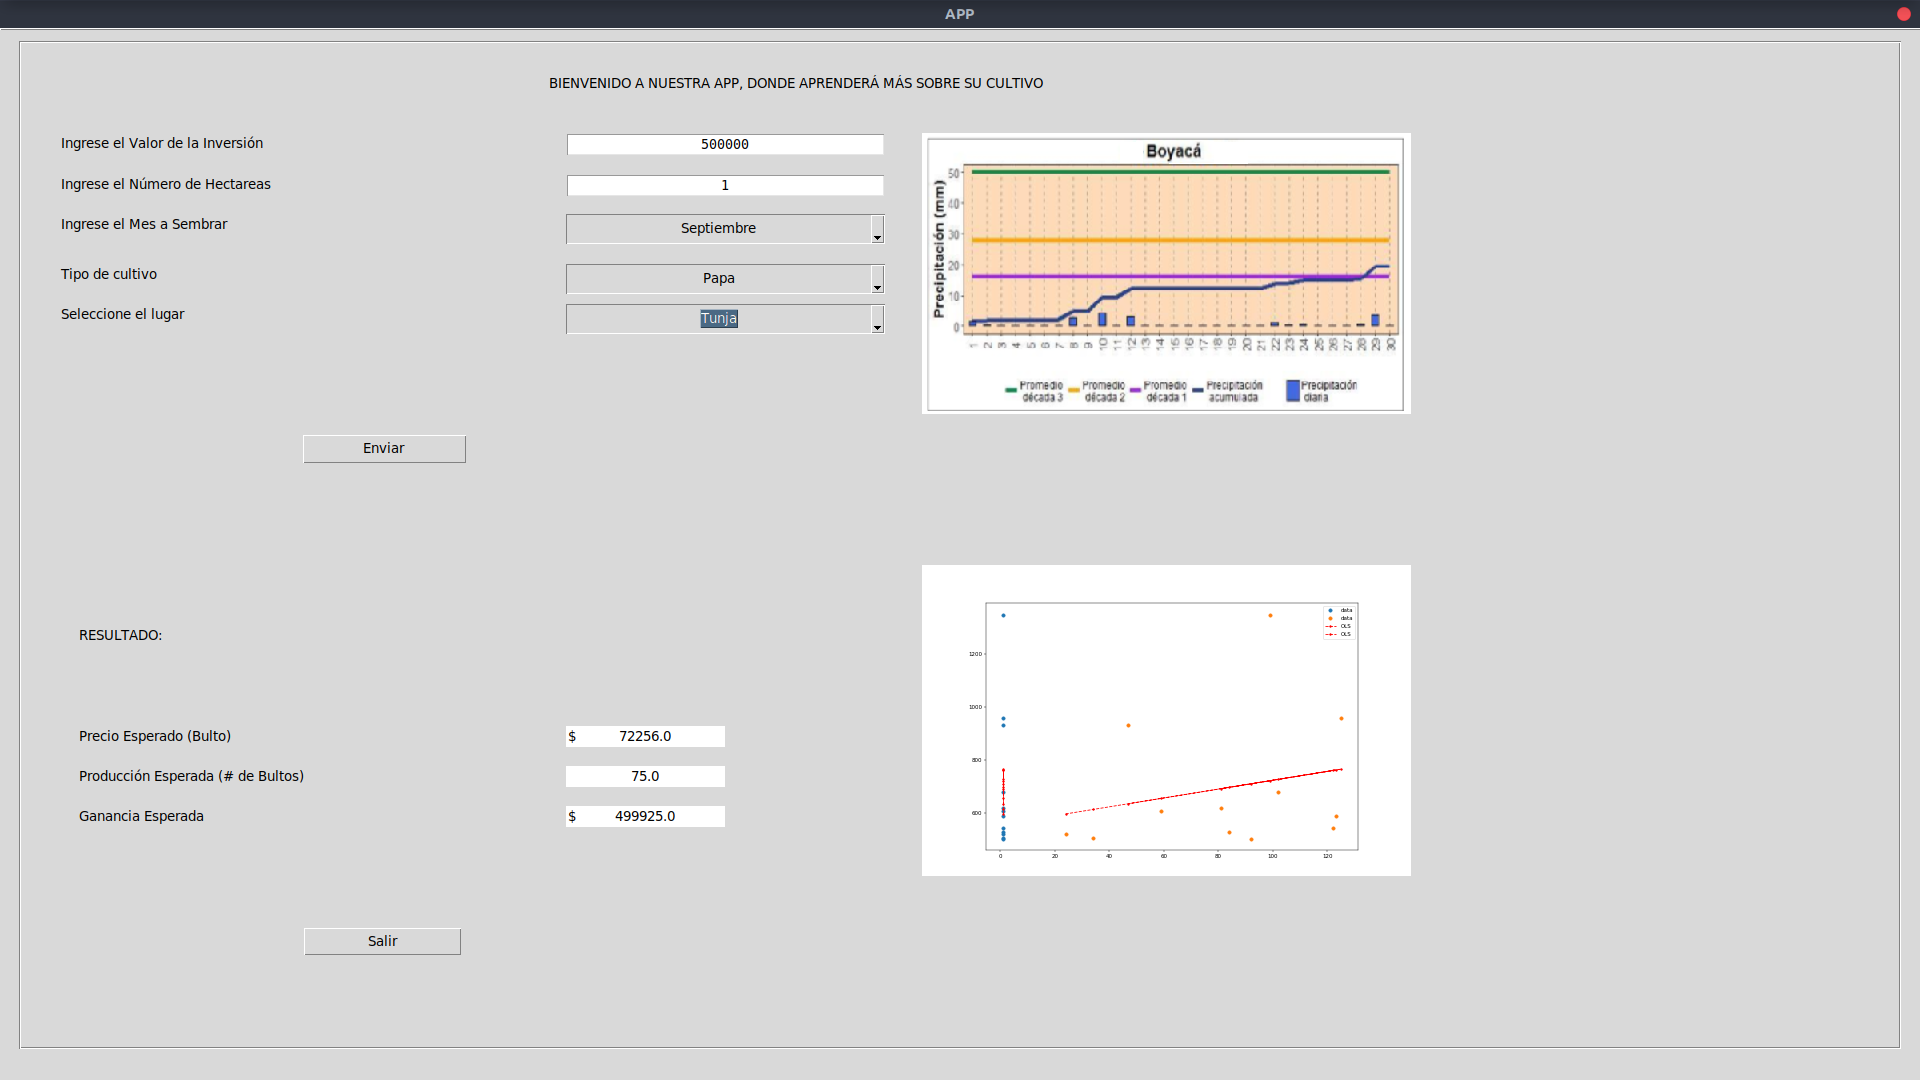 APP
BIENVENIDO A NUESTRA APP, DONDE APRENDERÁ MÁS SOBRE SU CULTIVO
Ingrese el Valor de la Inversión
500000
Ingrese el Número de Hectareas
1
Ingrese el Mes a Sembrar
Septiembre
Tipo de cultivo
Papa
Seleccione el lugar
Tunja
Enviar
Boyacá
Precipitación (mm)
50
40
30
20
10
0
1 2 3 4 5 6 7 8 9 10 11 12 13 14 15 16 17 18 19 20 21 22 23 24 25 26 27 28 29 30
Promedio década 3
Promedio década 2
Promedio década 1
Precipitación acumulada
Precipitación diaria
RESULTADO:
Precio Esperado (Bulto)
$ 72256.0
Producción Esperada (# de Bultos)
75.0
Ganancia Esperada
$ 499925.0
Salir
data
data
OLS
OLS
1200
1000
800
600
0 20 40 60 80 100 120